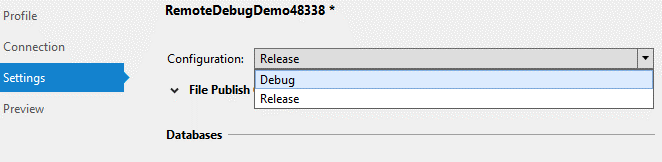 Profile
Connection
Settings
Preview
RemoteDebugDemo48338 *
Configuration: Release
Debug
Release
File Publish
Databases